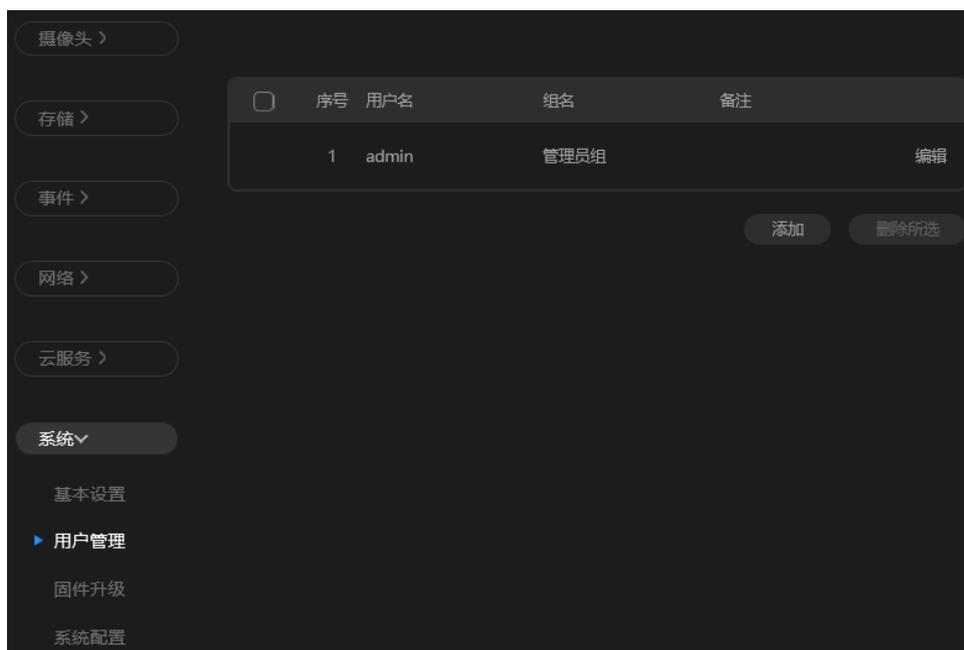 摄像头 >
存储 >
序号 用户名 组名 备注
1 admin 管理员组 编辑
事件 >
添加 删除所选
网络 >
云服务 >
系统
基本设置
用户管理
固件升级
系统配置